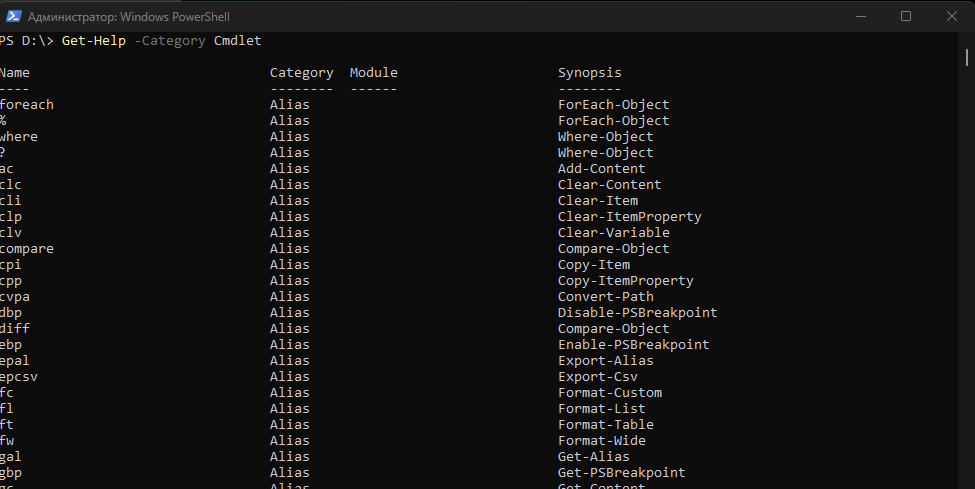 Администратор: Windows PowerShell
PS D:\> Get-Help -Category Cmdlet
Name Category Module Synopsis
---- -------- ------ --------
foreach Alias ForEach-Object
% Alias ForEach-Object
where Alias Where-Object
? Alias Where-Object
ac Alias Add-Content
clc Alias Clear-Content
cli Alias Clear-Item
clp Alias Clear-ItemProperty
clv Alias Clear-Variable
compare Alias Compare-Object
cpi Alias Copy-Item
cpp Alias Copy-ItemProperty
cvpa Alias Convert-Path
dbp Alias Disable-PSBreakpoint
diff Alias Compare-Object
ebp Alias Enable-PSBreakpoint
epal Alias Export-Alias
epcsv Alias Export-Csv
fc Alias Format-Custom
fl Alias Format-List
ft Alias Format-Table
fw Alias Format-Wide
gal Alias Get-Alias
gbp Alias Get-PSBreakpoint
gc Alias Get-Content